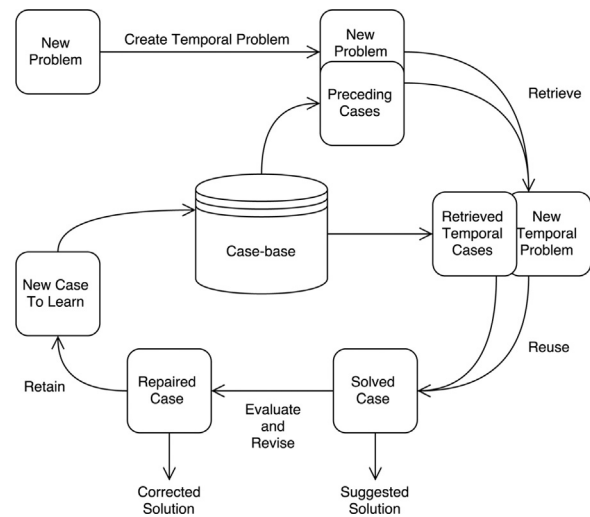 New
Problem
Create Temporal Problem
New
Problem
Preceding
Cases
Retrieve
Case-base
Retrieved
Temporal
Cases
New
Temporal
Problem
New Case
To Learn
Reuse
Retain
Repaired
Case
Evaluate
and
Revise
Solved
Case
Corrected
Solution
Suggested
Solution